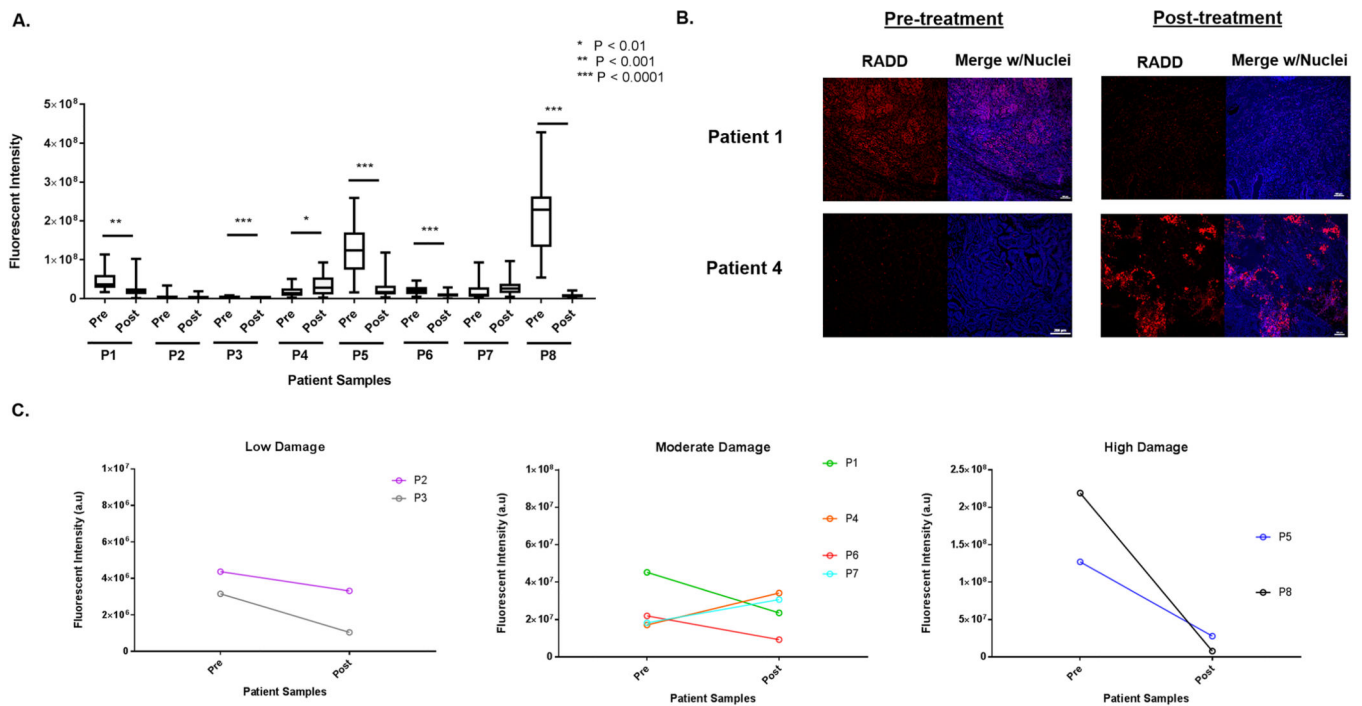 A.
* P < 0.01
** P < 0.001
*** P < 0.0001
Fluorescent Intensity
5×10⁸
4×10⁸
3×10⁸
2×10⁸
1×10⁸
0
** *** * *** *** ***
Pre Post Pre Post Pre Post Pre Post Pre Post Pre Post Pre Post Pre Post
P1 P2 P3 P4 P5 P6 P7 P8
Patient Samples
B.
Pre-treatment Post-treatment
RADD Merge w/Nuclei RADD Merge w/Nuclei
Patient 1
Patient 4
C.
Low Damage
Fluorescent Intensity (a.u)
1×10⁷
8×10⁶
6×10⁶
4×10⁶
2×10⁶
0
Pre Post
Patient Samples
P2
P3
Moderate Damage
Fluorescent Intensity (a.u)
1×10⁸
8×10⁷
6×10⁷
4×10⁷
2×10⁷
0
Pre Post
Patient Samples
P1
P4
P6
P7
High Damage
Fluorescent Intensity (a.u)
2.5×10⁸
2×10⁸
1.5×10⁸
1×10⁸
5×10⁷
0
Pre Post
Patient Samples
P5
P8